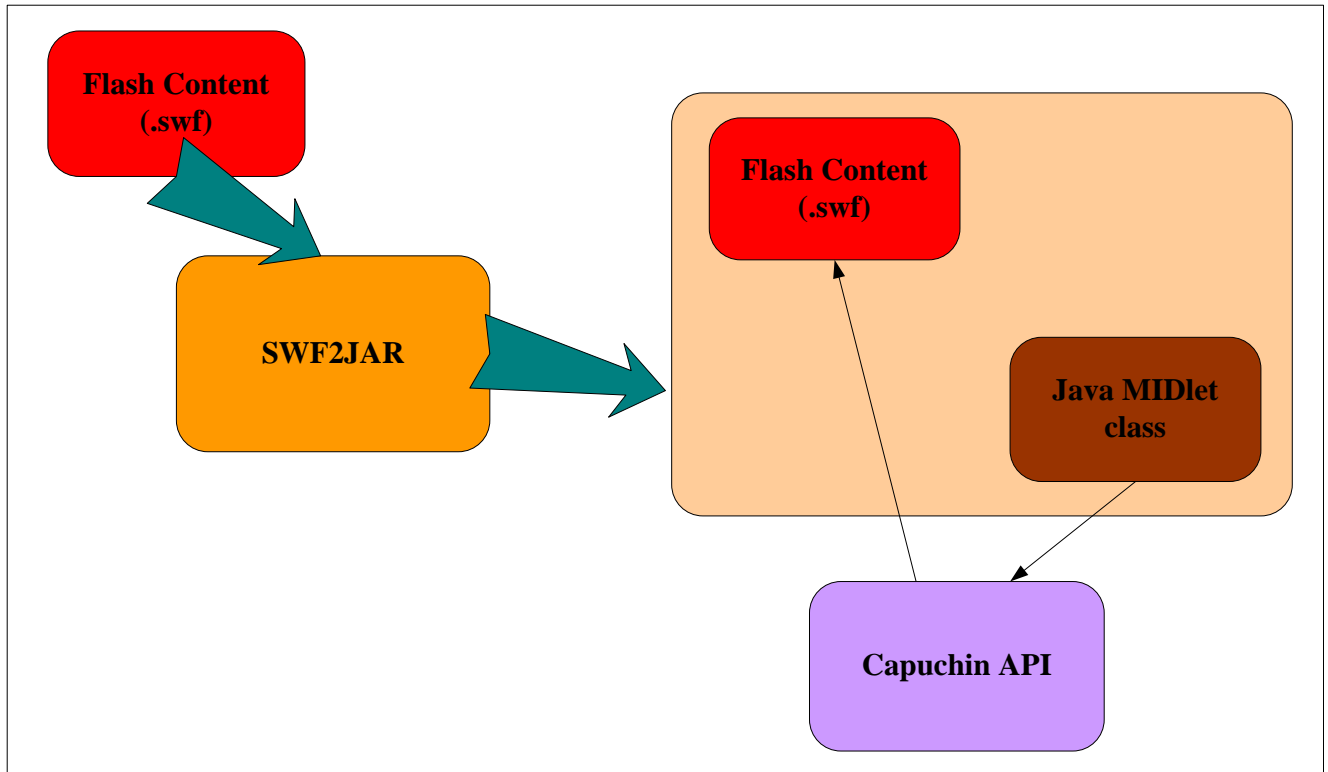 Flash Content
(.swf)
Flash Content
(.swf)
SWF2JAR
Java MIDlet
class
Capuchin API